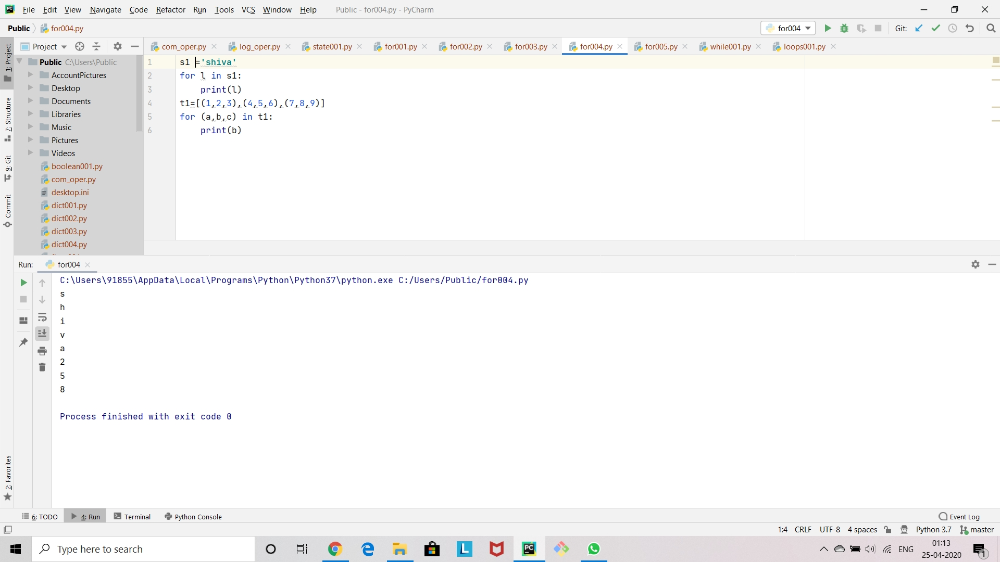 PC File Edit View Navigate Code Refactor Run Tools VCS Window Help Public - for004.py - PyCharm
Public for004.py for004 Git:
1: Project
Project
com_oper.py log_oper.py state001.py for001.py for002.py for003.py for004.py for005.py while001.py loops001.py
Public C:\Users\Public
AccountPictures
Desktop
Documents
Libraries
Music
Pictures
Videos
boolean001.py
com_oper.py
desktop.ini
dict001.py
dict002.py
dict003.py
dict004.py
7: Structure
9: Git
Commit
2: Favorites
1 s1 ='shiva'
2 for l in s1:
3     print(l)
4 t1=[(1,2,3),(4,5,6),(7,8,9)]
5 for (a,b,c) in t1:
6     print(b)
Run: for004
C:\Users\91855\AppData\Local\Programs\Python\Python37\python.exe C:/Users/Public/for004.py
s
h
i
v
a
2
5
8
Process finished with exit code 0
6: TODO 4: Run Terminal Python Console Event Log
1:4 CRLF UTF-8 4 spaces Python 3.7 master
Type here to search
L
PC
ENG
01:13
25-04-2020
1